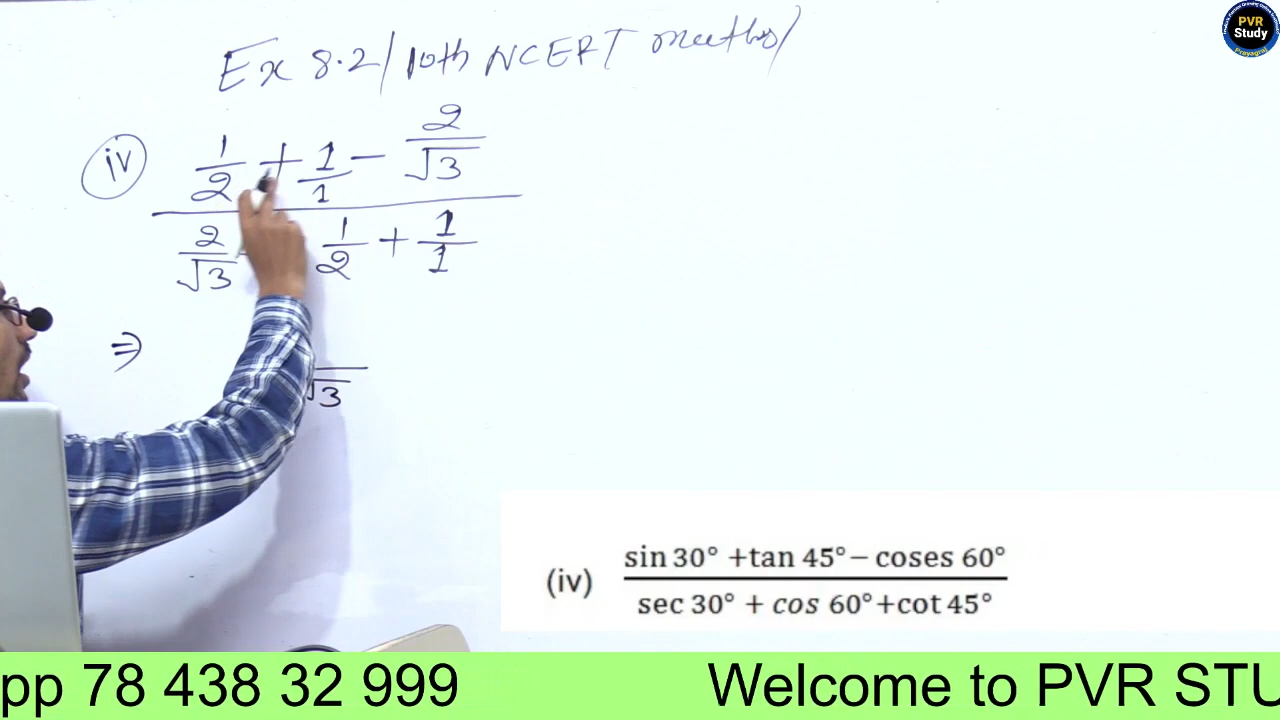 Ex 8.2/10th NCERT maths/
PVR
Study
Prayagraj
iv
1/2 + 1/1 − 2/√3
2/√3 1/2 + 1/1
⇒
√3
(iv) sin 30° +tan 45°− coses 60°
sec 30° + cos 60°+cot 45°
pp 78 438 32 999 Welcome to PVR STU